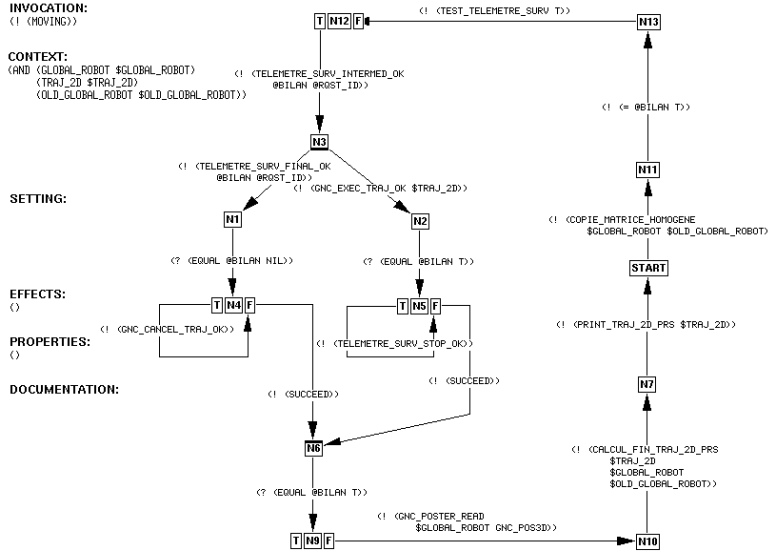 INVOCATION:
(! (MOVING))
CONTEXT:
(AND (GLOBAL_ROBOT $GLOBAL_ROBOT)
(TRAJ_2D $TRAJ_2D)
(OLD_GLOBAL_ROBOT $OLD_GLOBAL_ROBOT))
SETTING:
EFFECTS:
()
PROPERTIES:
()
DOCUMENTATION:
T N12 F
(! (TEST_TELEMETRE_SURV T))
N13
(! (TELEMETRE_SURV_INTERMED_OK
@BILAN @RQST_ID))
(! (= @BILAN T))
N3
(! (TELEMETRE_SURV_FINAL_OK
@BILAN @RQST_ID))
(! (GNC_EXEC_TRAJ_OK $TRAJ_2D))
N11
N1
N2
(! (COPIE_MATRICE_HOMOGENE
$GLOBAL_ROBOT $OLD_GLOBAL_ROBOT)
(? (EQUAL @BILAN NIL))
(? (EQUAL @BILAN T))
START
T N4 F
T N5 F
(! (GNC_CANCEL_TRAJ_OK))
(! (TELEMETRE_SURV_STOP_OK))
(! (PRINT_TRAJ_2D_PRS $TRAJ_2D))
(! (SUCCEED))
(! (SUCCEED))
N7
N6
(! (CALCUL_FIN_TRAJ_2D_PRS
$TRAJ_2D
$GLOBAL_ROBOT
$OLD_GLOBAL_ROBOT))
(? (EQUAL @BILAN T))
(! (GNC_POSTER_READ
$GLOBAL_ROBOT GNC_POS3D))
T N9 F
N10